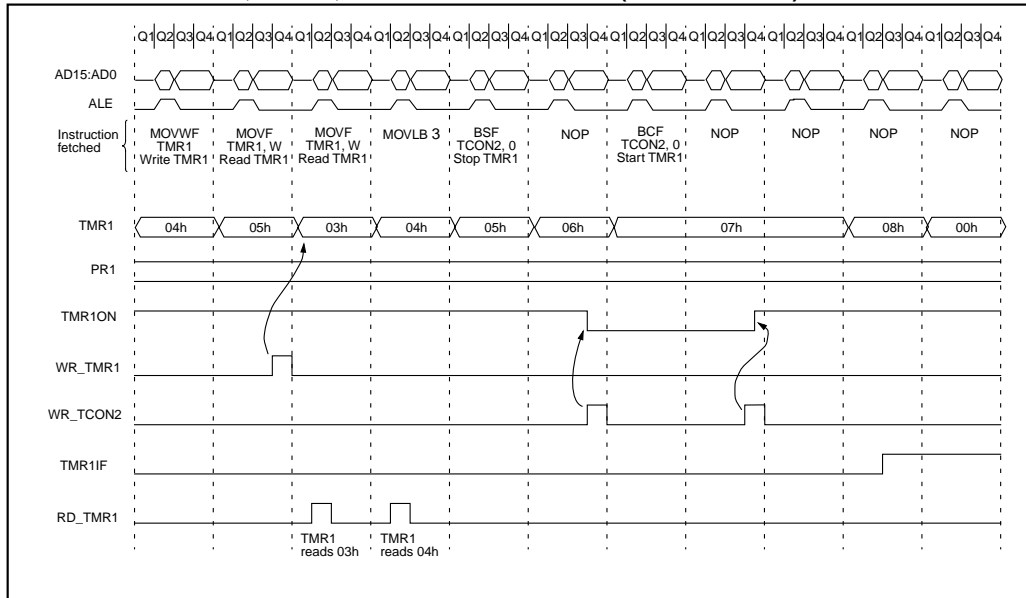 Q1 Q2 Q3 Q4 Q1 Q2 Q3 Q4 Q1 Q2 Q3 Q4 Q1 Q2 Q3 Q4 Q1 Q2 Q3 Q4 Q1 Q2 Q3 Q4 Q1 Q2 Q3 Q4 Q1 Q2 Q3 Q4 Q1 Q2 Q3 Q4 Q1 Q2 Q3 Q4 Q1 Q2 Q3 Q4
AD15:AD0
ALE
Instruction
fetched
MOVWF
TMR1
Write TMR1
MOVF
TMR1, W
Read TMR1
MOVF
TMR1, W
Read TMR1
MOVLB 3
BSF
TCON2, 0
Stop TMR1
NOP
BCF
TCON2, 0
Start TMR1
NOP
NOP
NOP
NOP
TMR1 04h 05h 03h 04h 05h 06h 07h 08h 00h
PR1
TMR1ON
WR_TMR1
WR_TCON2
TMR1IF
RD_TMR1
TMR1
reads 03h
TMR1
reads 04h